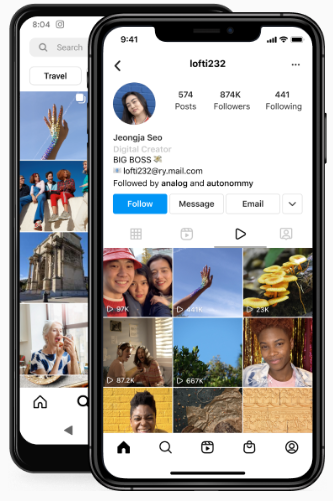 8:04
Search
Travel
9:41
lofti232
574
874K
441
Posts
Followers
Following
Jeongja Seo
Digital Creator
BIG BOSS 💸
📧 lofti232@ry.mail.com
Followed by analog and autonommy
Follow
Message
Email
97K
441K
23K
87.2K
667K